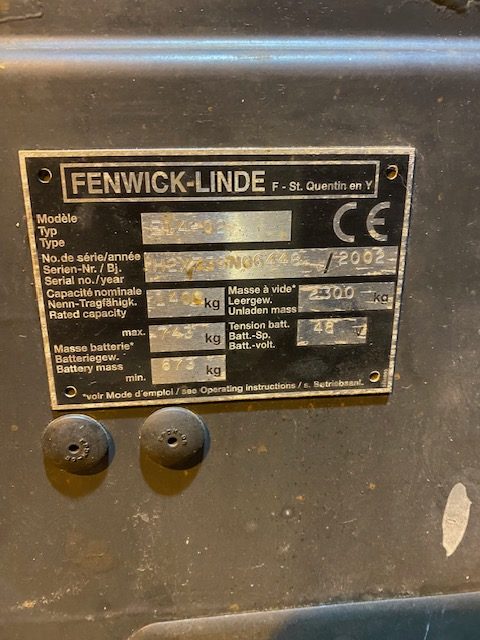 FENWICK-LINDE F - St. Quentin en Y
Modèle
Typ
Type
CE
No. de série/année
Serien-Nr. / Bj.
Serial no./year
/2002
Capacité nominale
Nenn-Tragfähigk.
Rated capacity
kg
Masse à vide*
Leergew.
Unladen mass
2300 kg
max. 743 kg
Masse batterie*
Batteriegew.
Battery mass
min. 673 kg
Tension batt.
Batt.-Sp.
Batt.-volt.
48 V
*voir Mode d'emploi / see Operating instructions / s. Betriebsanl.